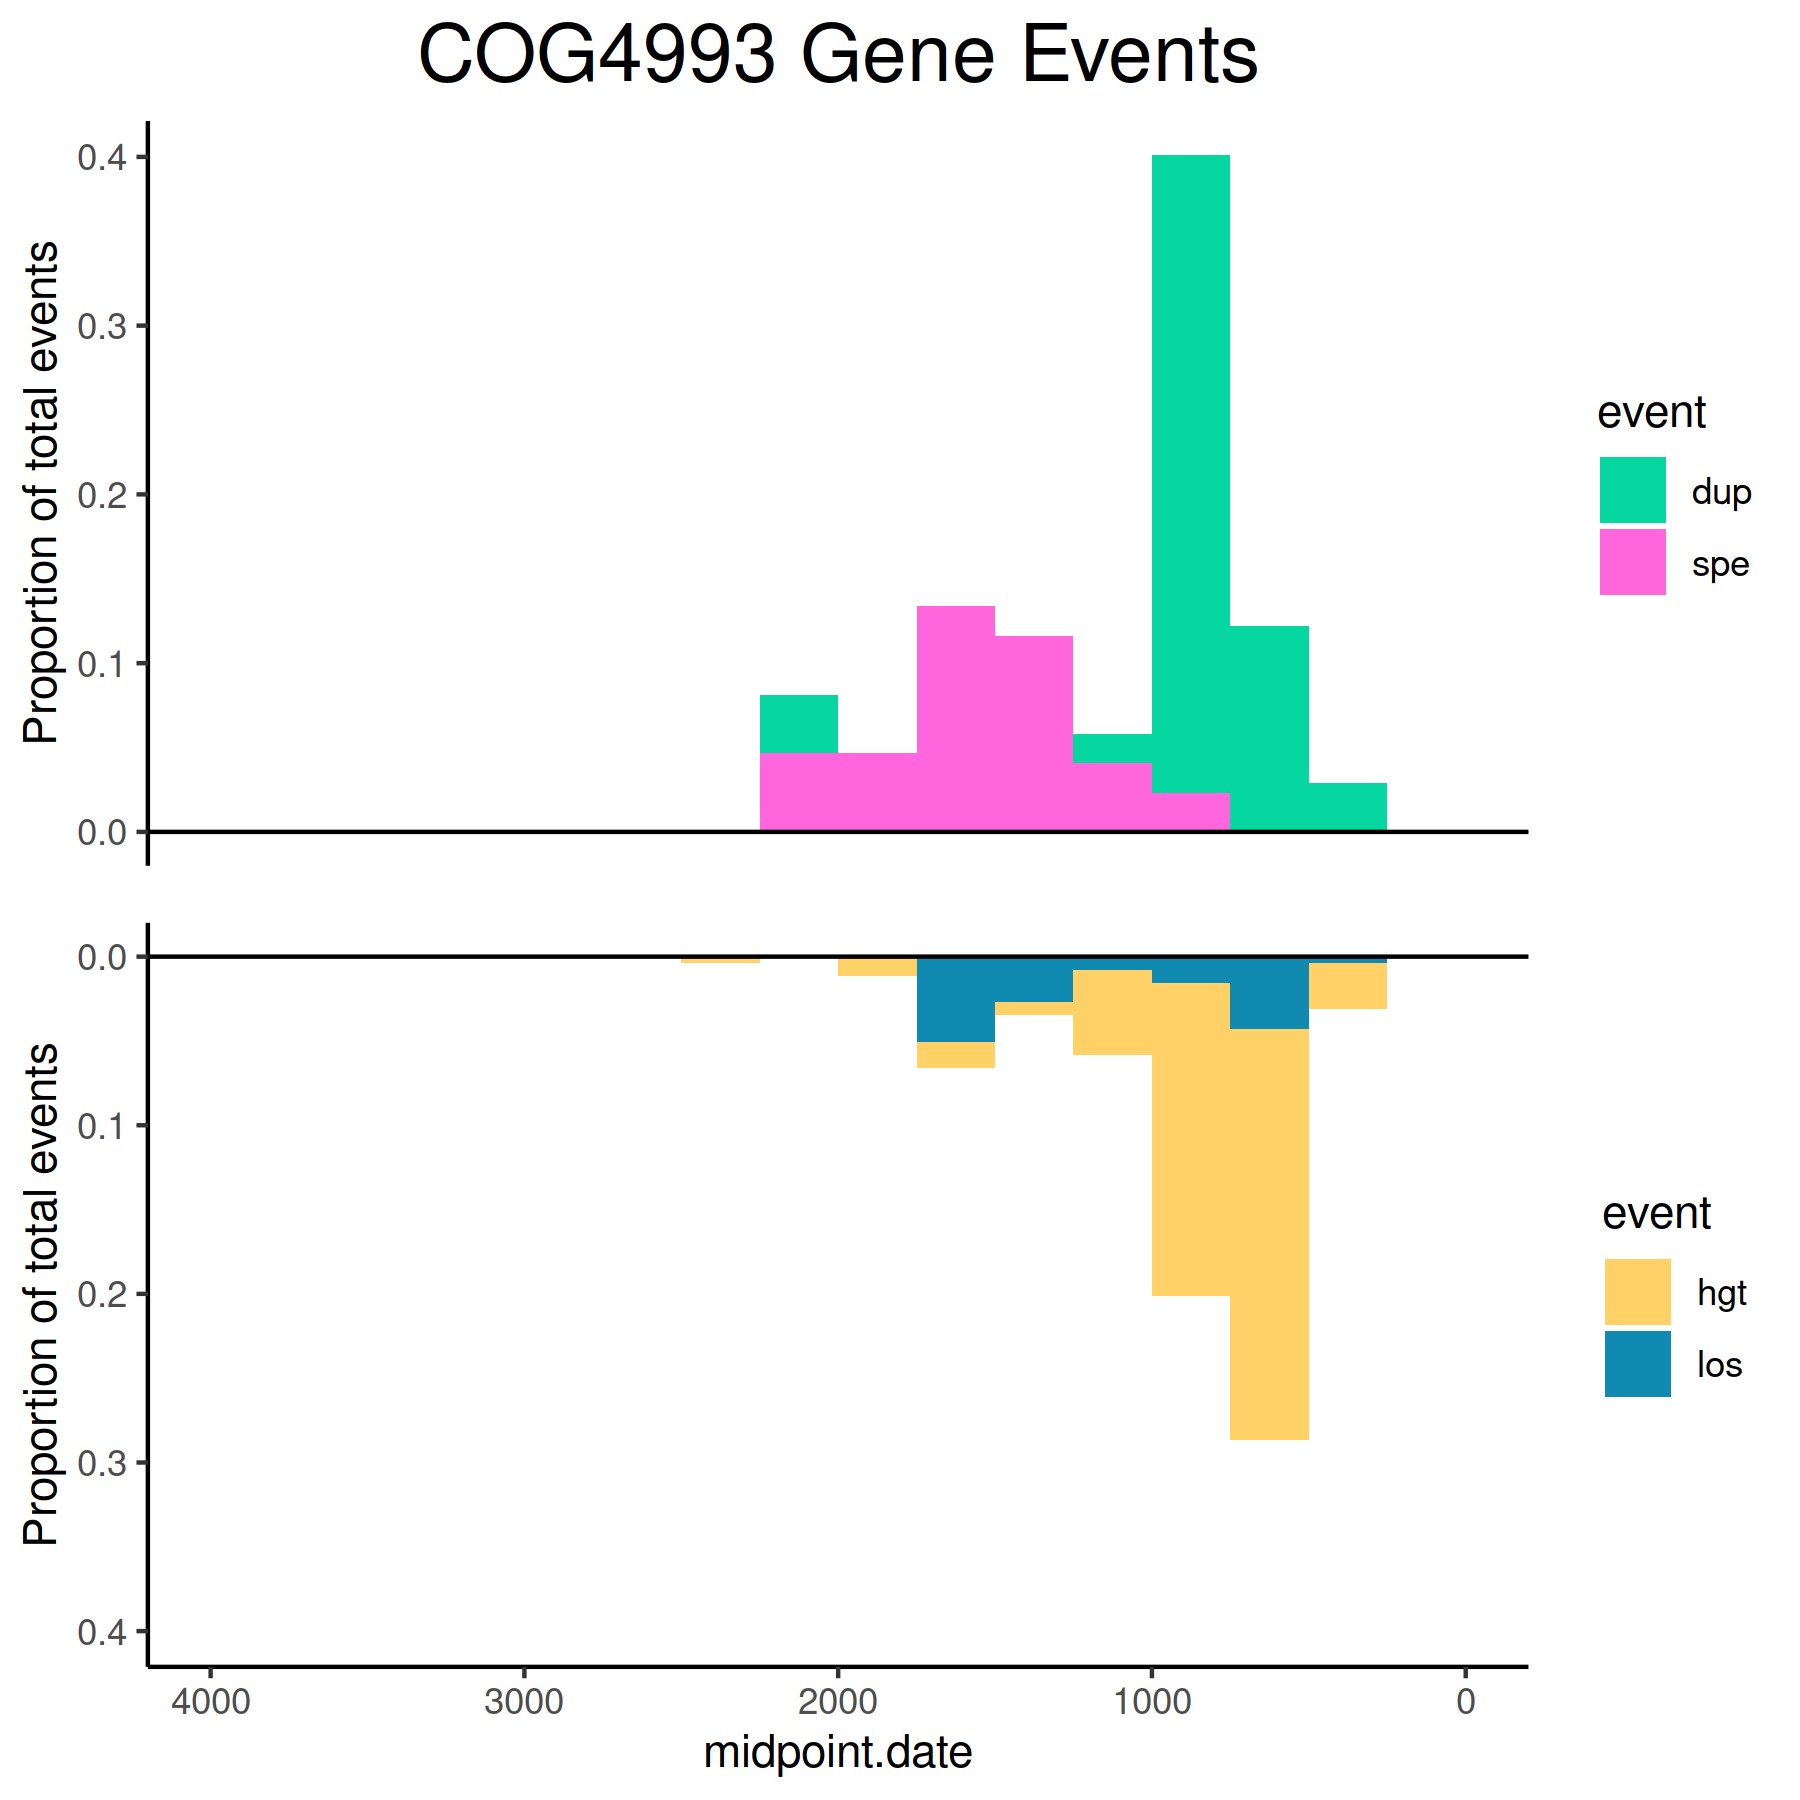 COG4993 Gene Events
Proportion of total events
0.4
0.3
0.2
0.1
0.0
event
dup
spe
Proportion of total events
0.0
0.1
0.2
0.3
0.4
event
hgt
los
4000 3000 2000 1000 0
midpoint.date